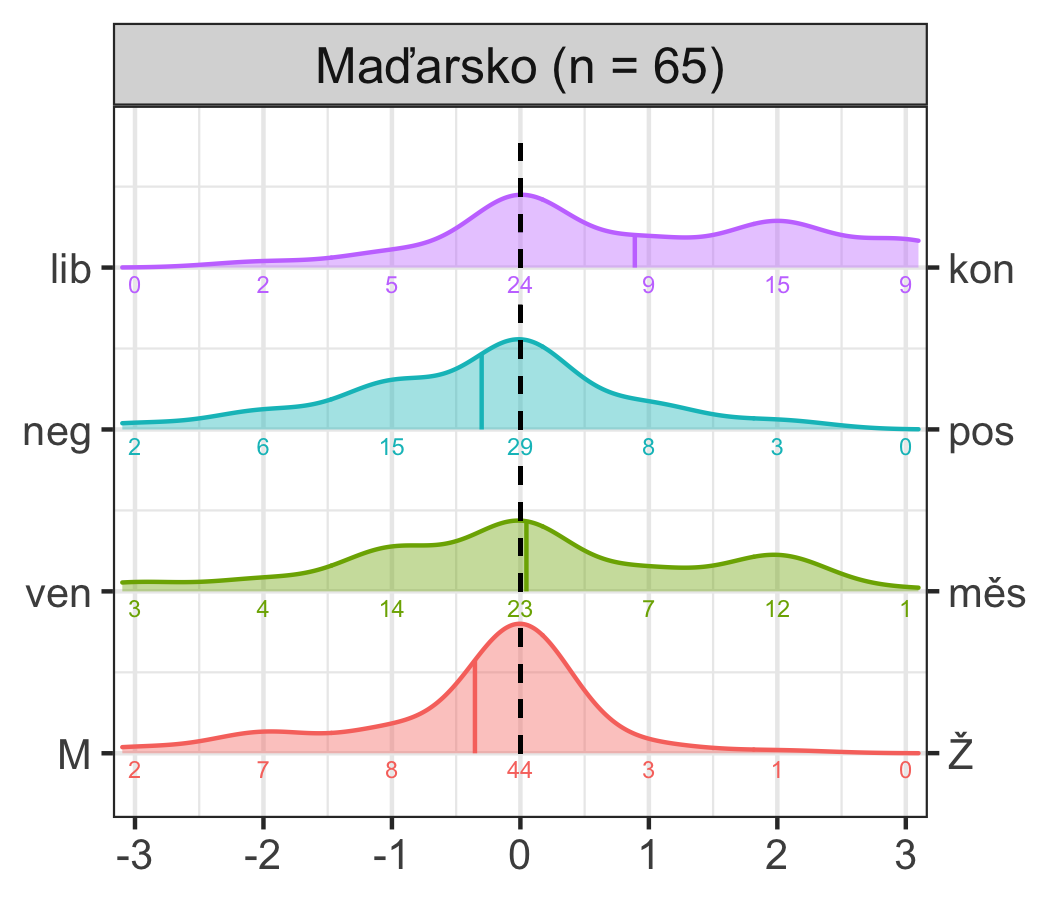 Maďarsko (n = 65)
lib kon
0 2 5 24 9 15 9
neg pos
2 6 15 29 8 3 0
ven měs
3 4 14 23 7 12 1
M Ž
2 7 8 44 3 1 0
-3 -2 -1 0 1 2 3